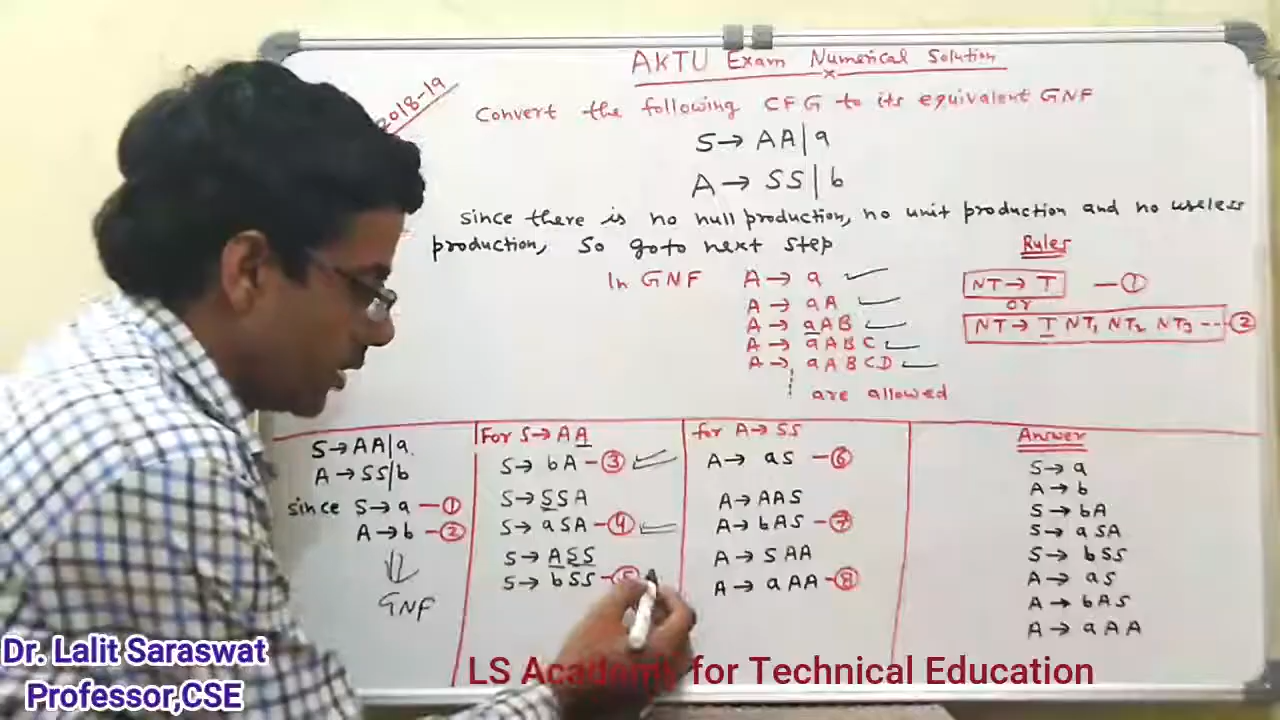 AKTU Exam Numerical Solution
2018-19
Convert the following CFG to its equivalent GNF
S → AA | a
A → SS | b
since there is no null production, no unit production and no useless
production, So goto next step
Rules
In GNF
A → a
A → aA
A → aAB
A → aABC
A → aABCD
are allowed
NT → T — ①
or
NT → T NT₁ NT₂ NT₃ -- ②
S → AA | a.
A → SS | b
since S → a — ①
A → b — ②
GNF
For S → AA
S → bA — ③
S → SSA
S → aSA — ④
S → ASS
S → bSS — ⑤
for A → SS
A → aS — ⑥
A → AAS
A → bAS — ⑦
A → SAA
A → aAA — ⑧
Answer
S → a
A → b
S → bA
S → aSA
S → bSS
A → aS
A → bAS
A → aAA
Dr. Lalit Saraswat
Professor,CSE
LS Academy for Technical Education